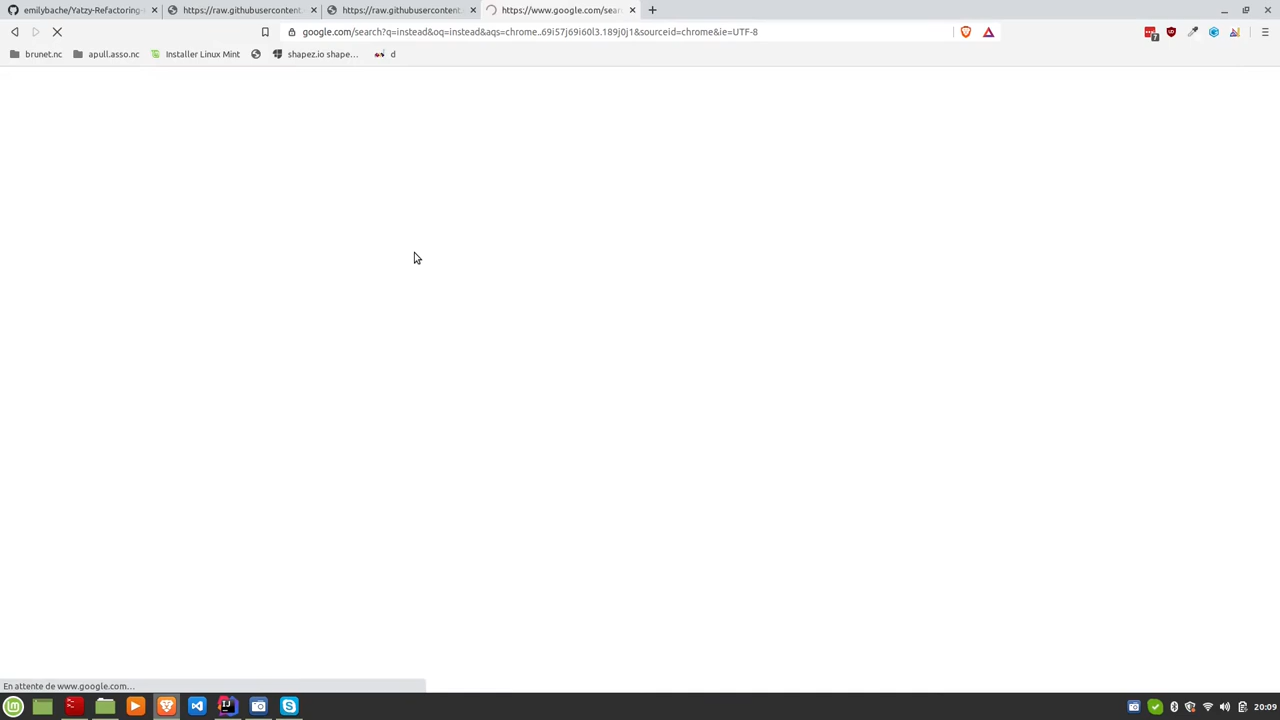 emilybache/Yatzy-Refactoring- https://raw.githubusercontent. https://raw.githubusercontent. https://www.google.com/sear
google.com/search?q=instead&oq=instead&aqs=chrome..69i57j69i60l3.189j0j1&sourceid=chrome&ie=UTF-8
7
brunet.nc apull.asso.nc Installer Linux Mint shapez.io shape… d
En attente de www.google.com…
IJ
20:09